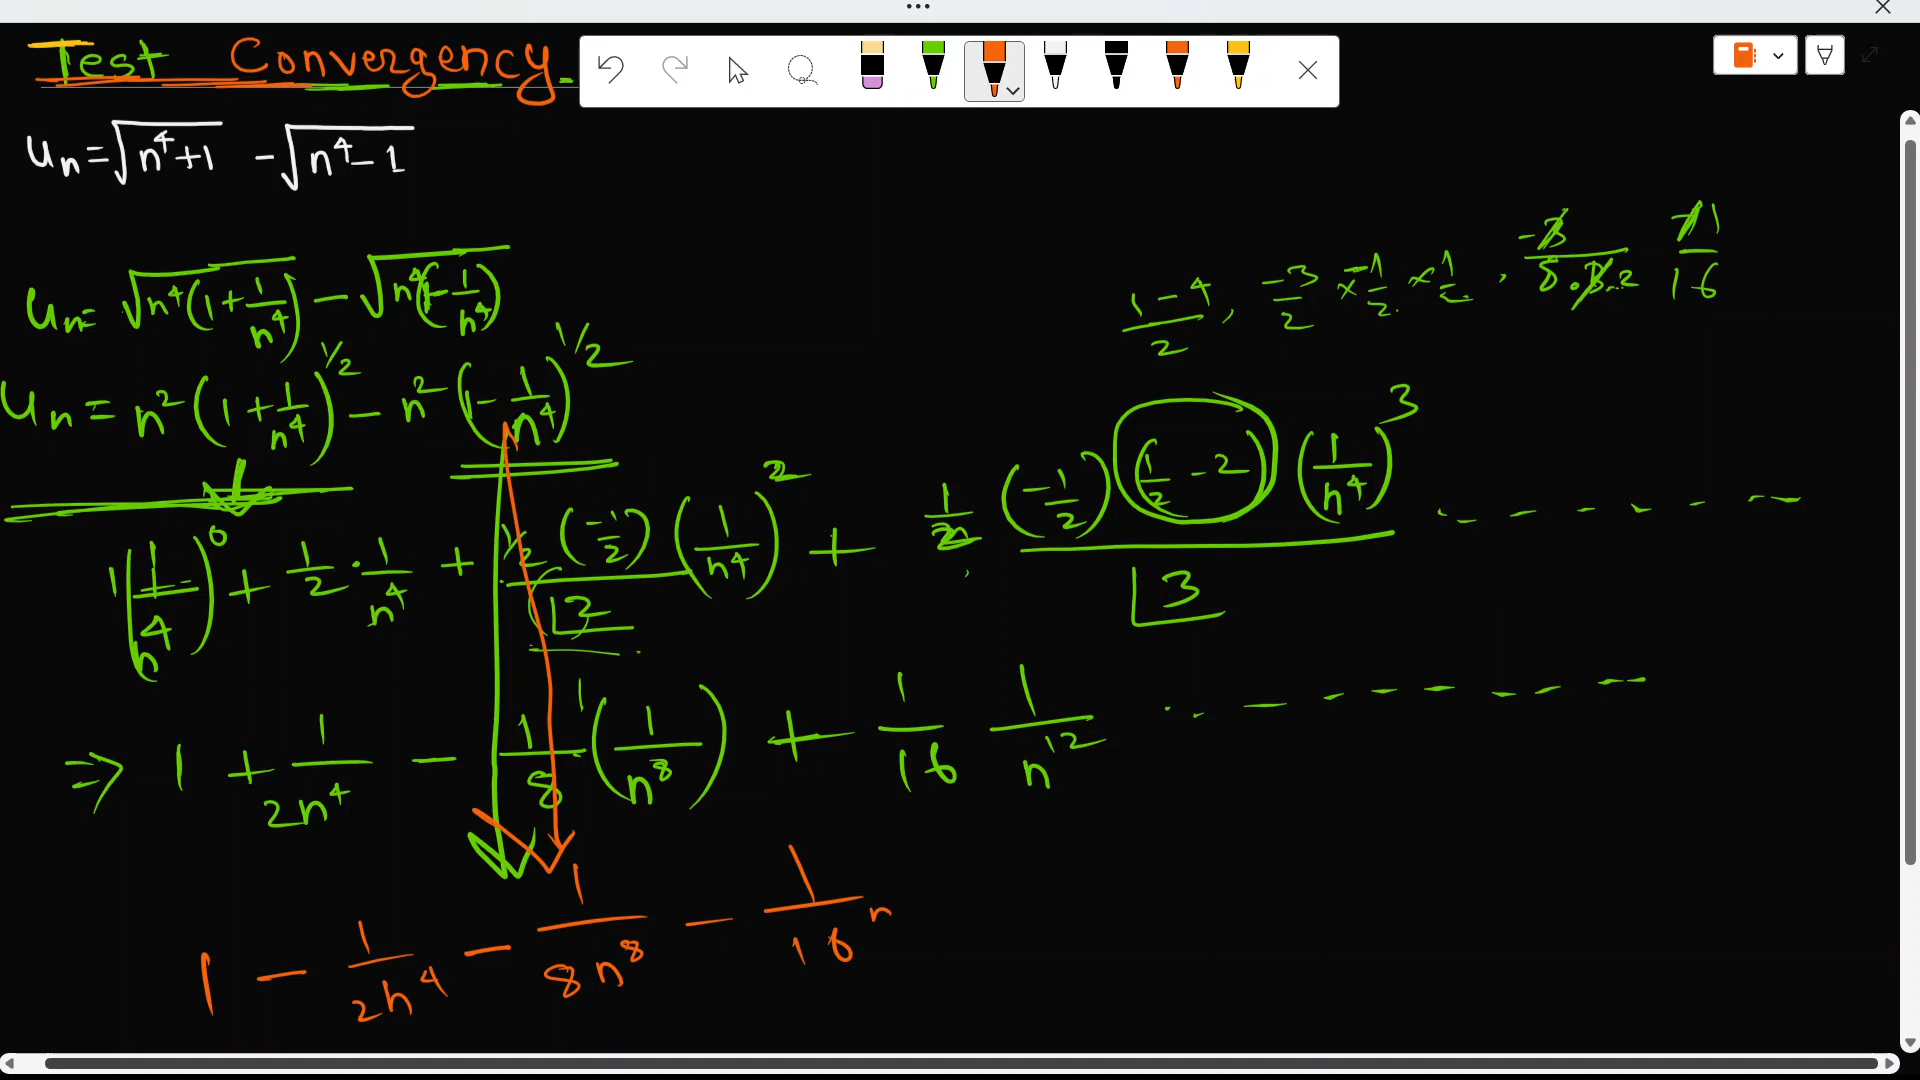 Test Convergency
uₙ = √(n⁴+1) - √(n⁴-1)
uₙ = √(n⁴(1+1/n⁴)) - √(n⁴(1-1/n⁴))
(1-4)/2, -3/2 × -1/2 × 1/2, -3/(8.3.2) 1/16
uₙ = n²(1+1/n⁴)^1/2 - n²(1-1/n⁴)^1/2
1(1/n⁴)⁰ + 1/2 · 1/n⁴ + 1/2(-1/2)/⌊2 (1/n⁴)² + 1/2(-1/2)(1/2-2)(1/n⁴)³/⌊3 ------
⇒ 1 + 1/2n⁴ - 1/8(1/n⁸) + 1/16 1/n¹² --------
1 - 1/2n⁴ - 1/8n⁸ - 1/16n